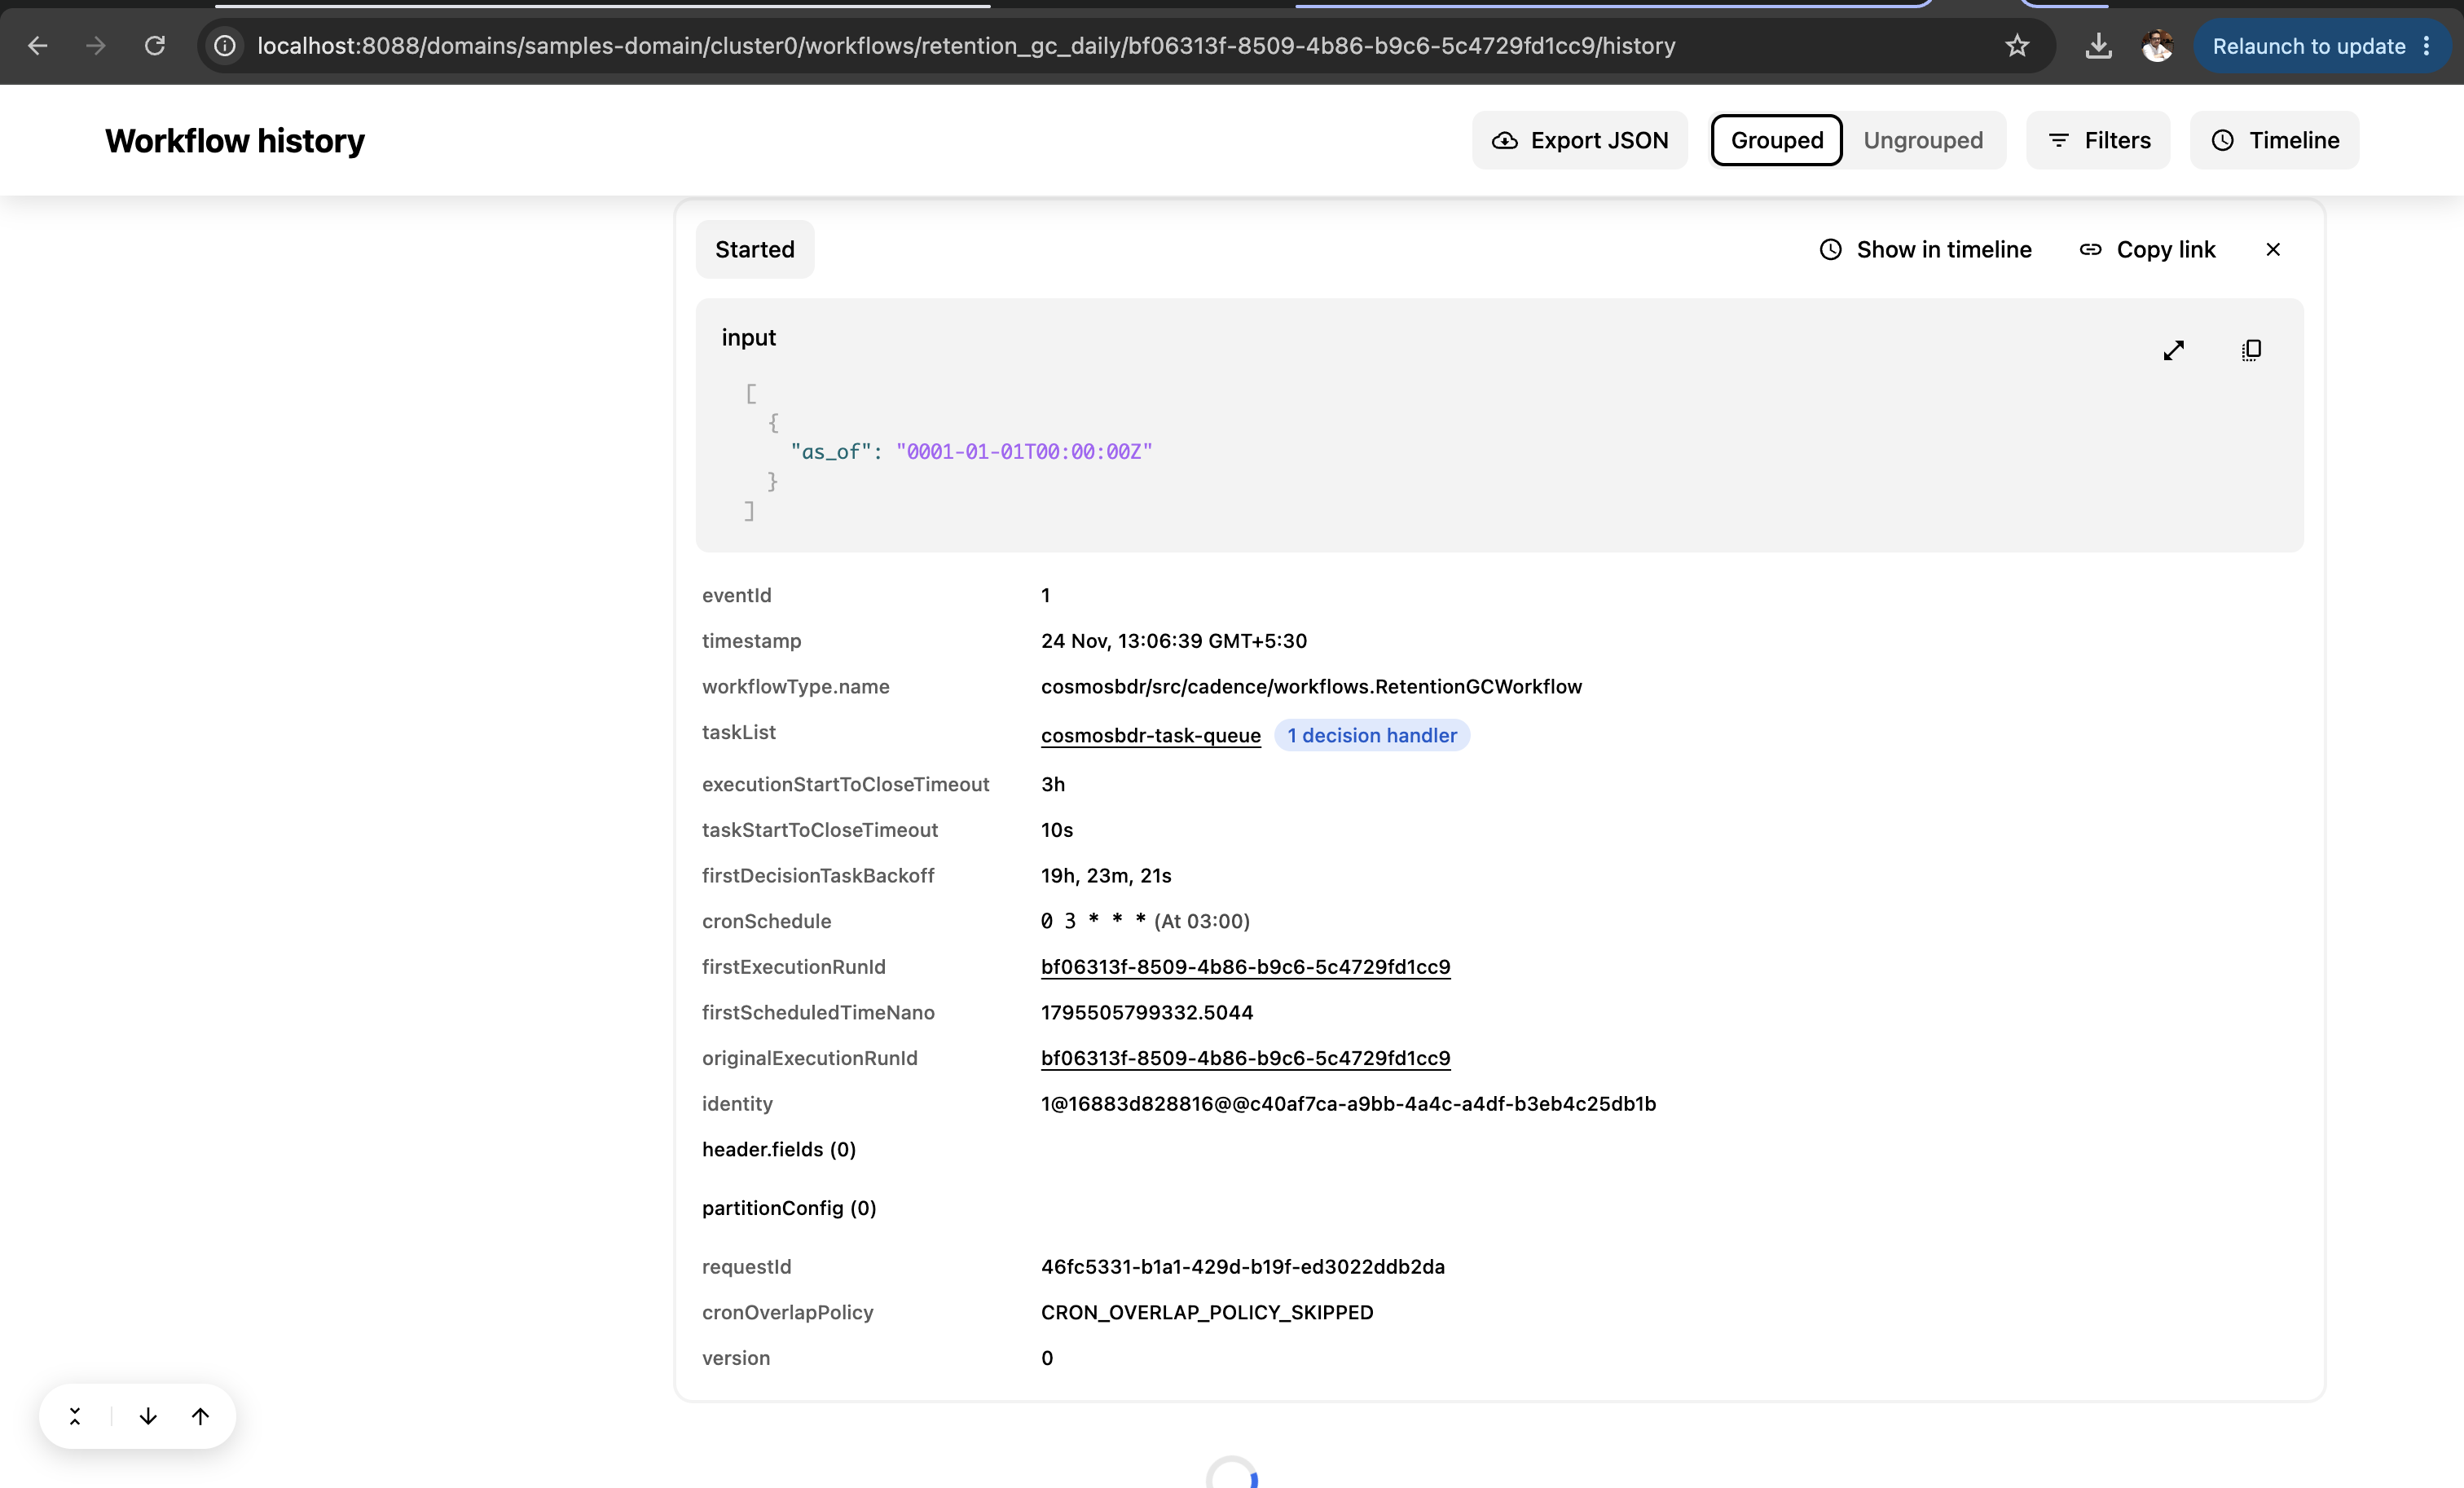 localhost:8088/domains/samples-domain/cluster0/workflows/retention_gc_daily/bf06313f-8509-4b86-b9c6-5c4729fd1cc9/history
Relaunch to update
Workflow history
Export JSON
Grouped
Ungrouped
Filters
Timeline
Started
Show in timeline
Copy link
input
[
{
"as_of": "0001-01-01T00:00:00Z"
}
]
eventId 1
timestamp 24 Nov, 13:06:39 GMT+5:30
workflowType.name cosmosbdr/src/cadence/workflows.RetentionGCWorkflow
taskList cosmosbdr-task-queue 1 decision handler
executionStartToCloseTimeout 3h
taskStartToCloseTimeout 10s
firstDecisionTaskBackoff 19h, 23m, 21s
cronSchedule 0 3 * * * (At 03:00)
firstExecutionRunId bf06313f-8509-4b86-b9c6-5c4729fd1cc9
firstScheduledTimeNano 1795505799332.5044
originalExecutionRunId bf06313f-8509-4b86-b9c6-5c4729fd1cc9
identity 1@16883d828816@@c40af7ca-a9bb-4a4c-a4df-b3eb4c25db1b
header.fields (0)
partitionConfig (0)
requestId 46fc5331-b1a1-429d-b19f-ed3022ddb2da
cronOverlapPolicy CRON_OVERLAP_POLICY_SKIPPED
version 0